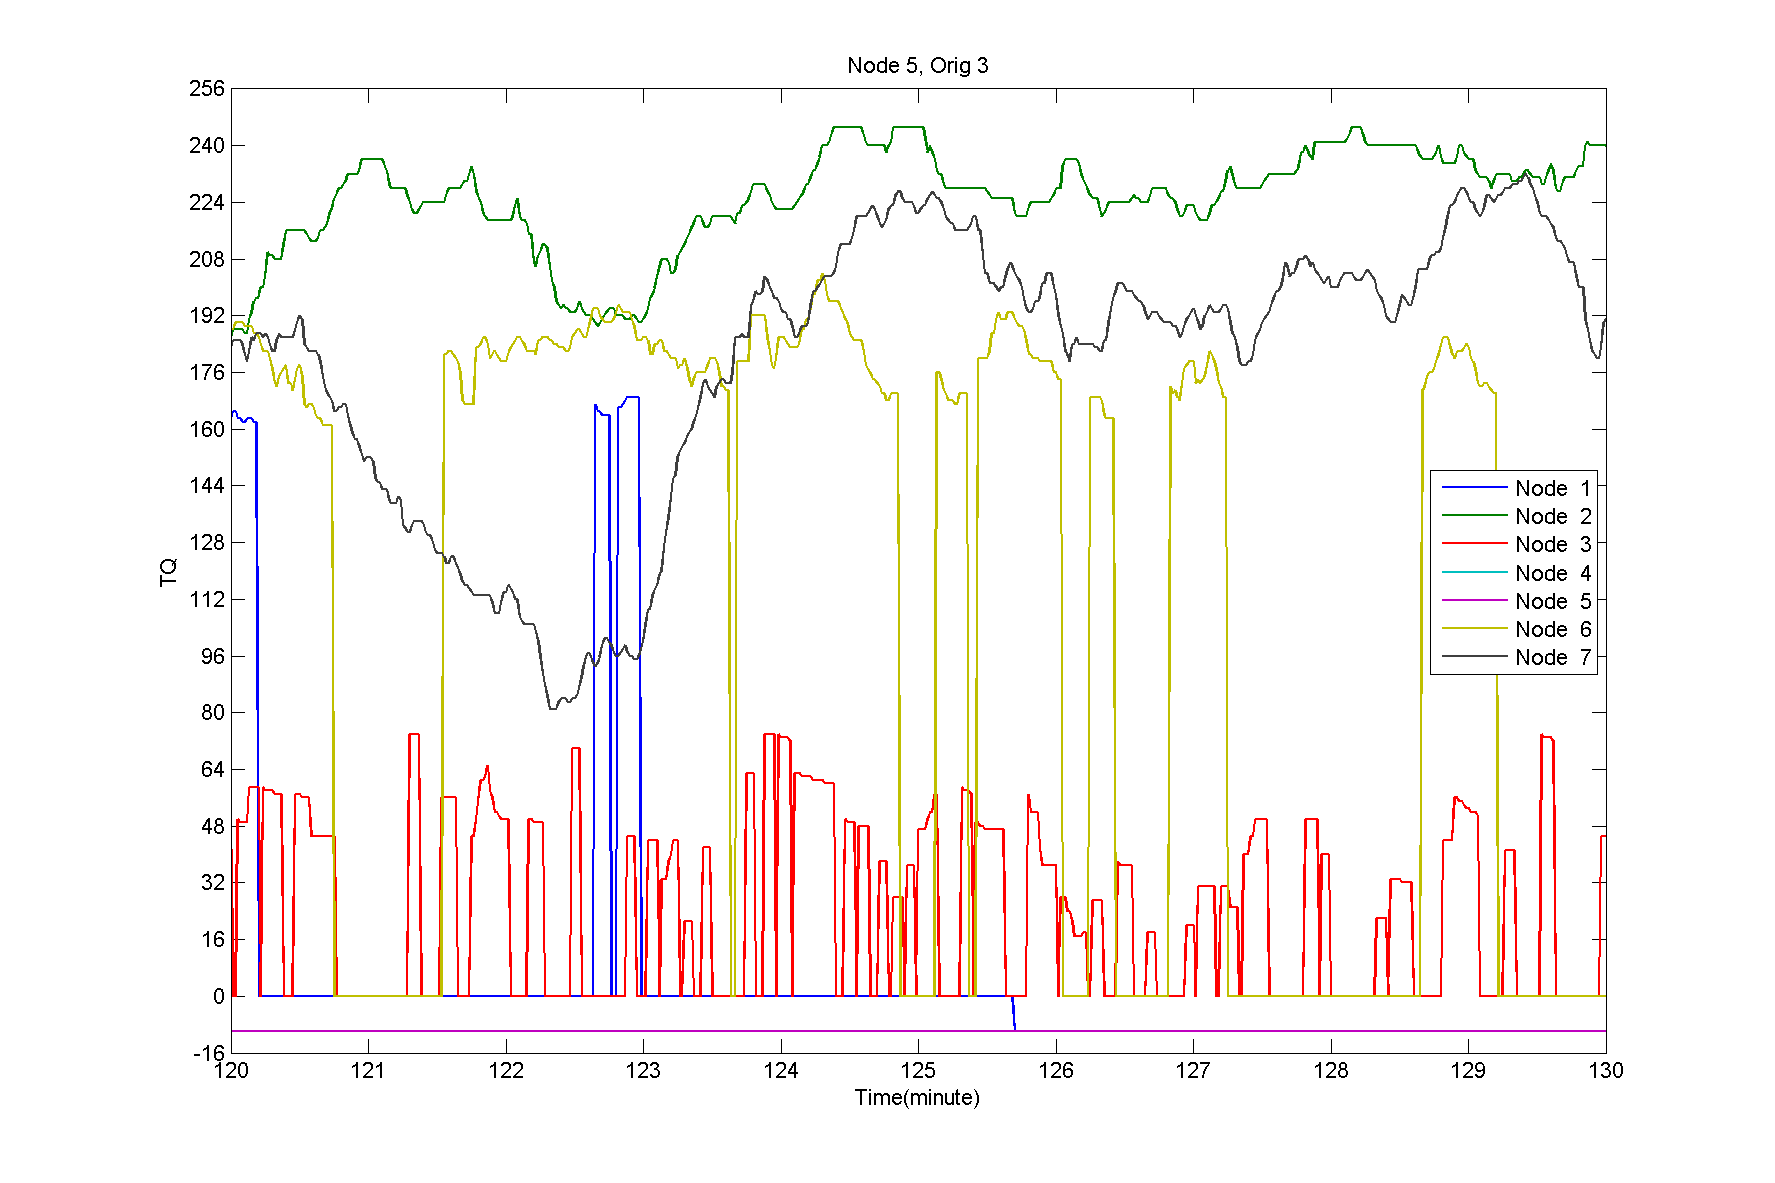 Node 5, Orig 3
256
240
224
208
192
176
160
144
128
112
96
80
64
48
32
16
0
-16
TQ
Node 1
Node 2
Node 3
Node 4
Node 5
Node 6
Node 7
120 121 122 123 124 125 126 127 128 129 130
Time(minute)